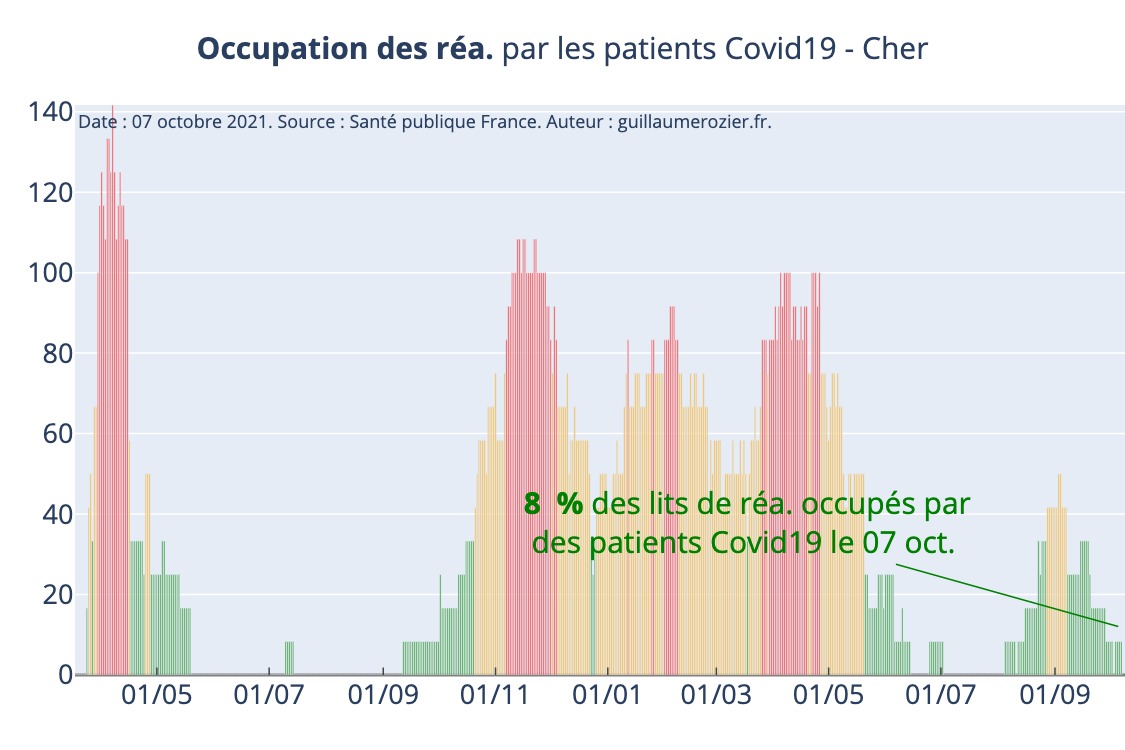 Occupation des réa. par les patients Covid19 - Cher
140
Date : 07 octobre 2021. Source : Santé publique France. Auteur : guillaumerozier.fr.
120
100
80
60
40
8 % des lits de réa. occupés par
des patients Covid19 le 07 oct.
20
0
01/05 01/07 01/09 01/11 01/01 01/03 01/05 01/07 01/09